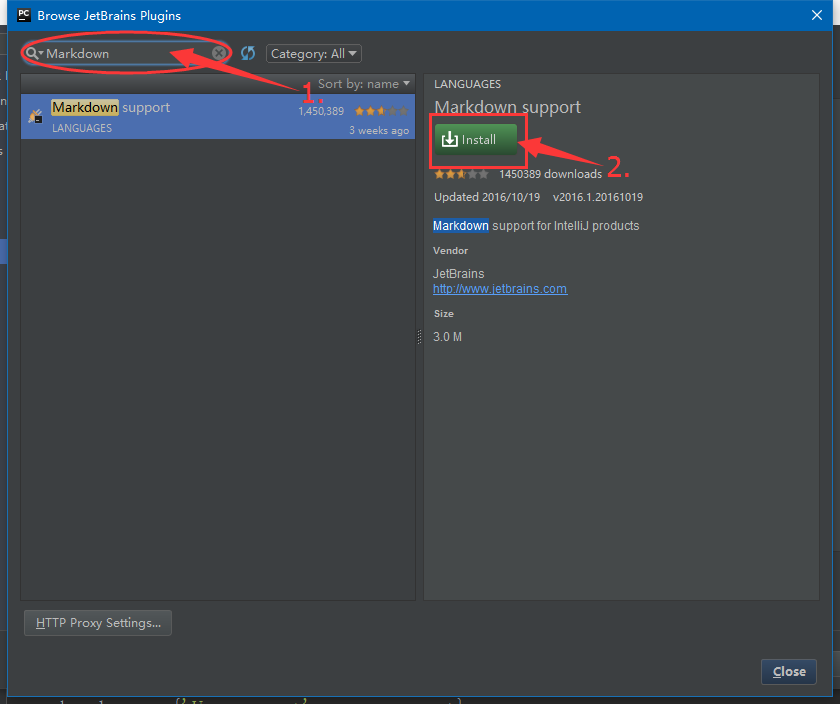 PC Browse JetBrains Plugins
Markdown
Category: All
1.
Sort by: name
Markdown support
1,450,389
LANGUAGES
3 weeks ago
LANGUAGES
Markdown support
Install
2.
1450389 downloads
Updated 2016/10/19 v2016.1.20161019
Markdown support for IntelliJ products
Vendor
JetBrains
http://www.jetbrains.com
Size
3.0 M
HTTP Proxy Settings...
Close